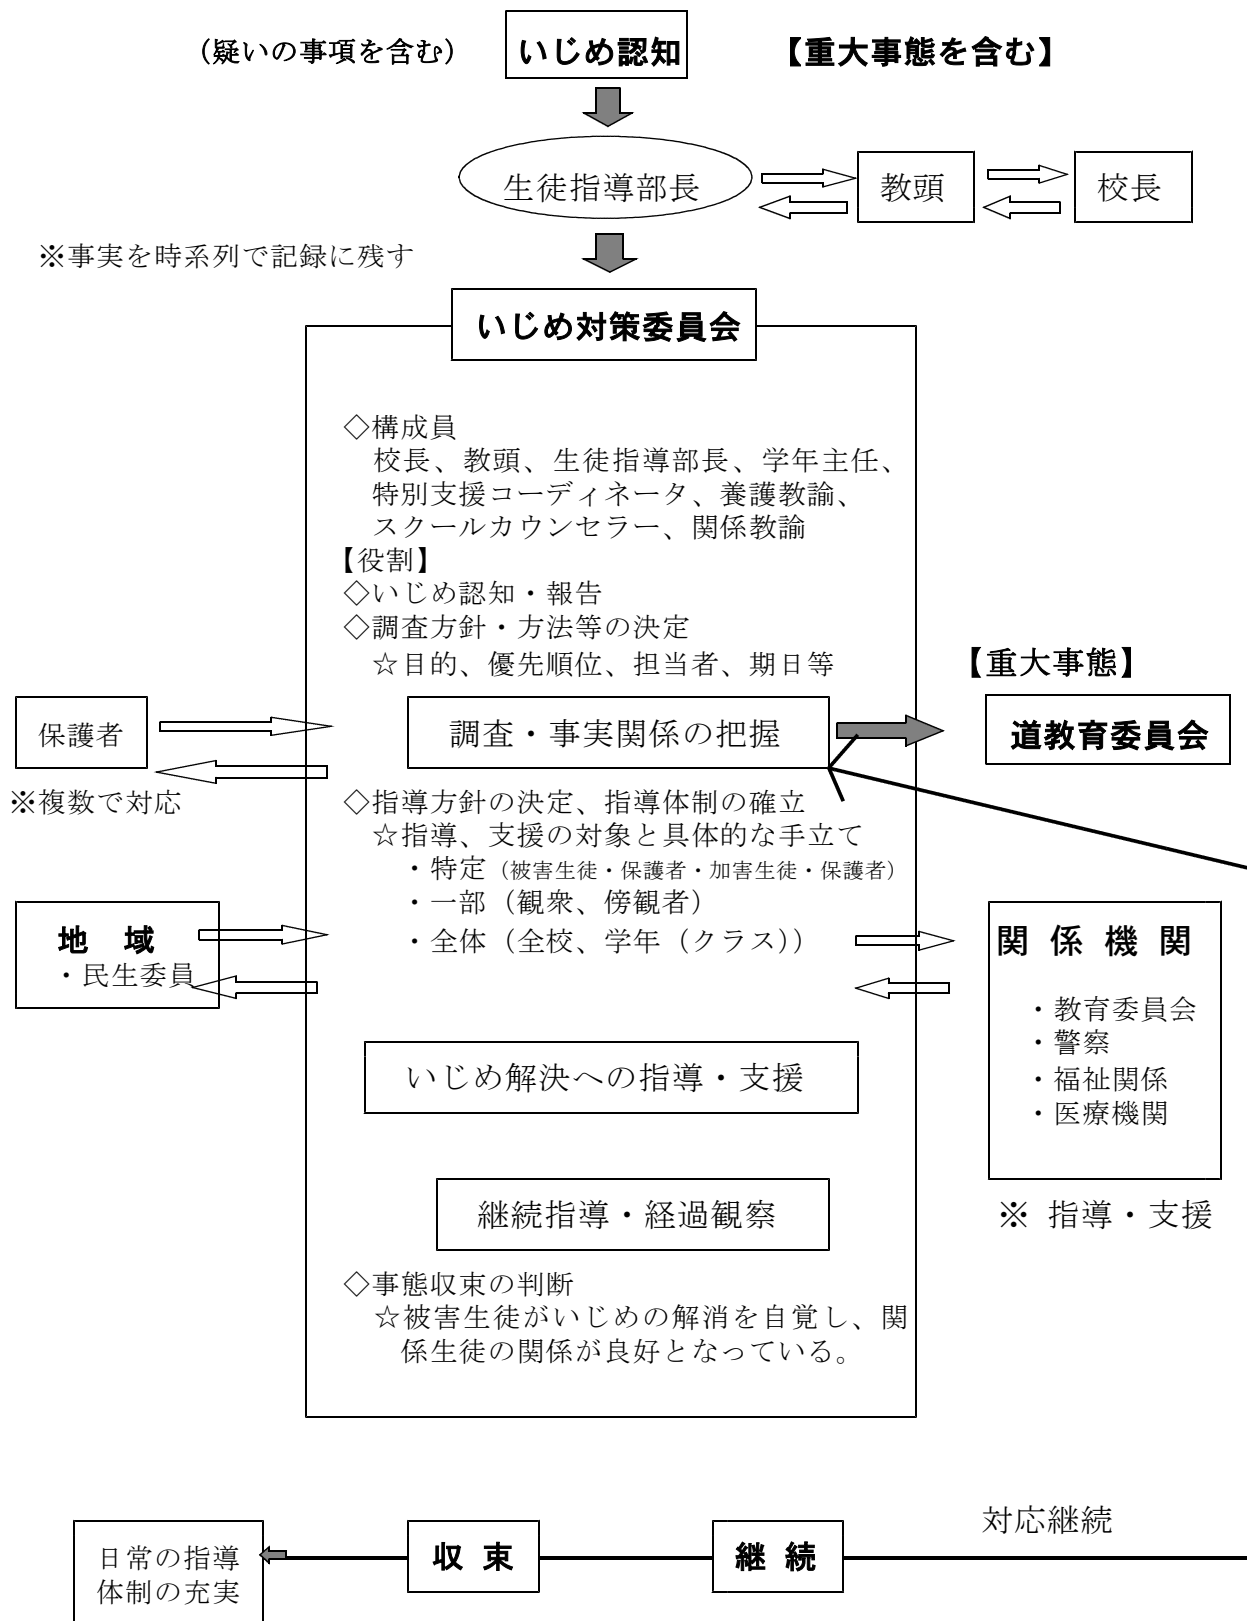 （疑いの事項を含む）
いじめ認知
【重大事態を含む】
生徒指導部長
教頭
校長
※事実を時系列で記録に残す
いじめ対策委員会
◇構成員
校長、教頭、生徒指導部長、学年主任、
特別支援コーディネータ、養護教諭、
スクールカウンセラー、関係教諭
【役割】
◇いじめ認知・報告
◇調査方針・方法等の決定
☆目的、優先順位、担当者、期日等
【重大事態】
保護者
調査・事実関係の把握
道教育委員会
※複数で対応
◇指導方針の決定、指導体制の確立
☆指導、支援の対象と具体的な手立て
・特定（被害生徒・保護者・加害生徒・保護者）
・一部（観衆、傍観者）
・全体（全校、学年（クラス））
地　域
・民生委員
関 係 機 関
・教育委員会
・警察
・福祉関係
・医療機関
※ 指導・支援
いじめ解決への指導・支援
継続指導・経過観察
◇事態収束の判断
☆被害生徒がいじめの解消を自覚し、関
係生徒の関係が良好となっている。
対応継続
日常の指導
体制の充実
収 束
継 続